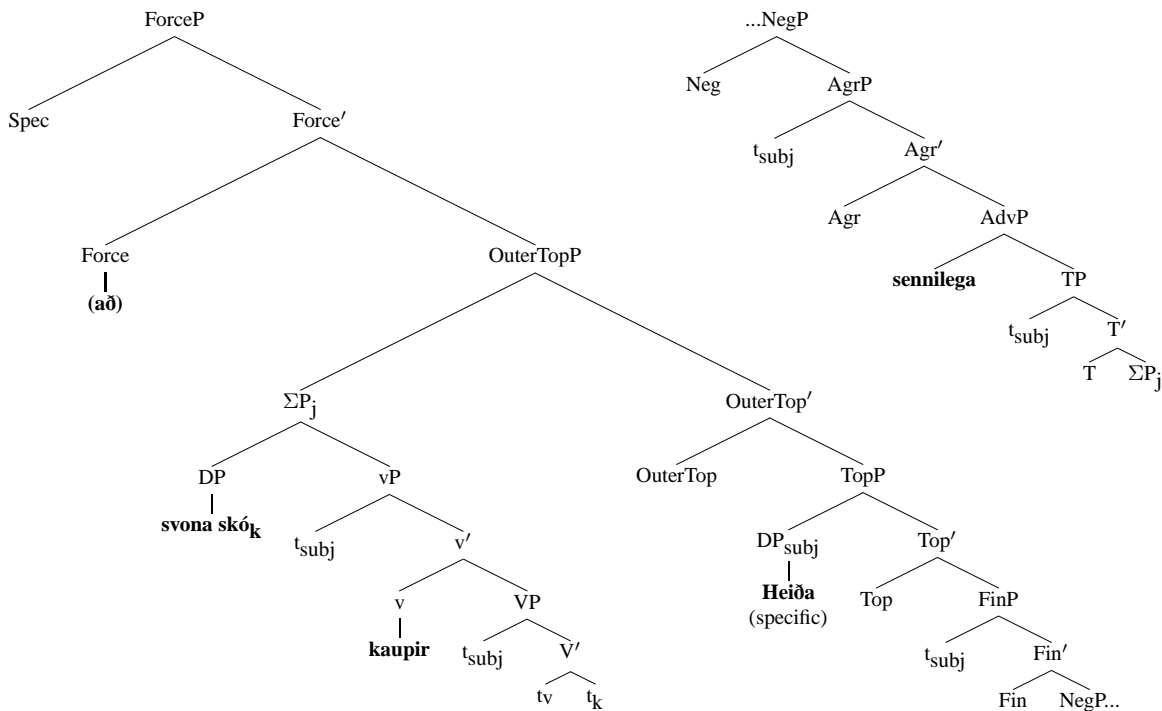 ForceP ...NegP
Neg AgrP
Spec Force′
t_subj Agr′
Agr AdvP
Force OuterTopP
(að) sennilega TP
t_subj T′
T ΣP_j
ΣP_j OuterTop′
DP vP OuterTop TopP
svona skó_k t_subj v′ DP_subj Top′
v VP Heiða Top FinP
(specific)
kaupir t_subj V′ t_subj Fin′
t_v t_k Fin NegP...